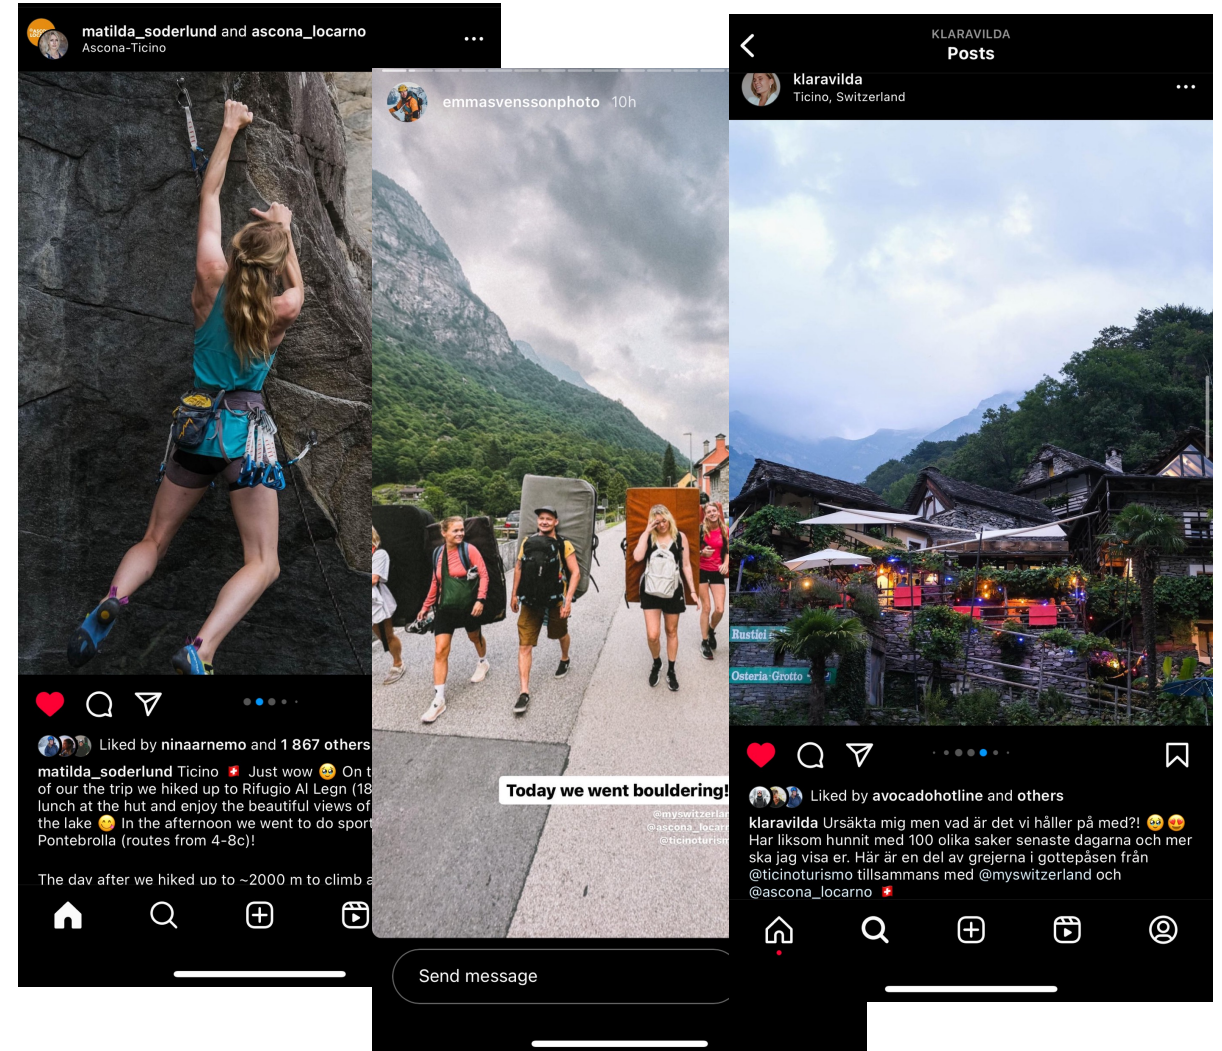 matilda_soderlund and ascona_locarno
Ascona-Ticino
Liked by ninaarnemo and 1 867 others
matilda_soderlund Ticino 🇨🇭 Just wow 🥹 On t
of our the trip we hiked up to Rifugio Al Legn (18
lunch at the hut and enjoy the beautiful views of
the lake 😋 In the afternoon we went to do sport
Pontebrolla (routes from 4-8c)!
The day after we hiked up to ~2000 m to climb a
emmasvenssonphoto 10h
Today we went bouldering!
@myswitzerlan
@ascona_locarn
@ticinoturism
Send message
KLARAVILDA
Posts
klaravilda
Ticino, Switzerland
Rustici
Osteria-Grotto
Liked by avocadohotline and others
klaravilda Ursäkta mig men vad är det vi håller på med?! 🥹😍
Har liksom hunnit med 100 olika saker senaste dagarna och mer
ska jag visa er. Här är en del av grejerna i gottepåsen från
@ticinoturismo tillsammans med @myswitzerland och
@ascona_locarno 🇨🇭